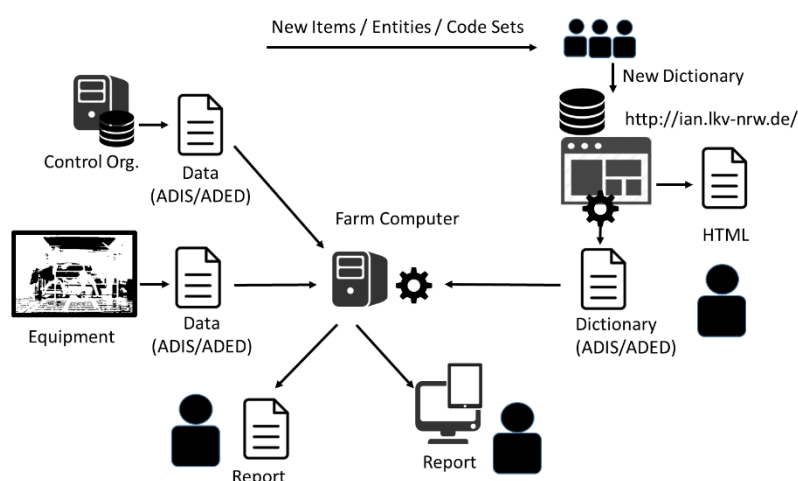 New Items / Entities / Code Sets
New Dictionary
http://ian.lkv-nrw.de/
Control Org.
Data
(ADIS/ADED)
Farm Computer
HTML
Equipment
Data
(ADIS/ADED)
Dictionary
(ADIS/ADED)
Report
Report